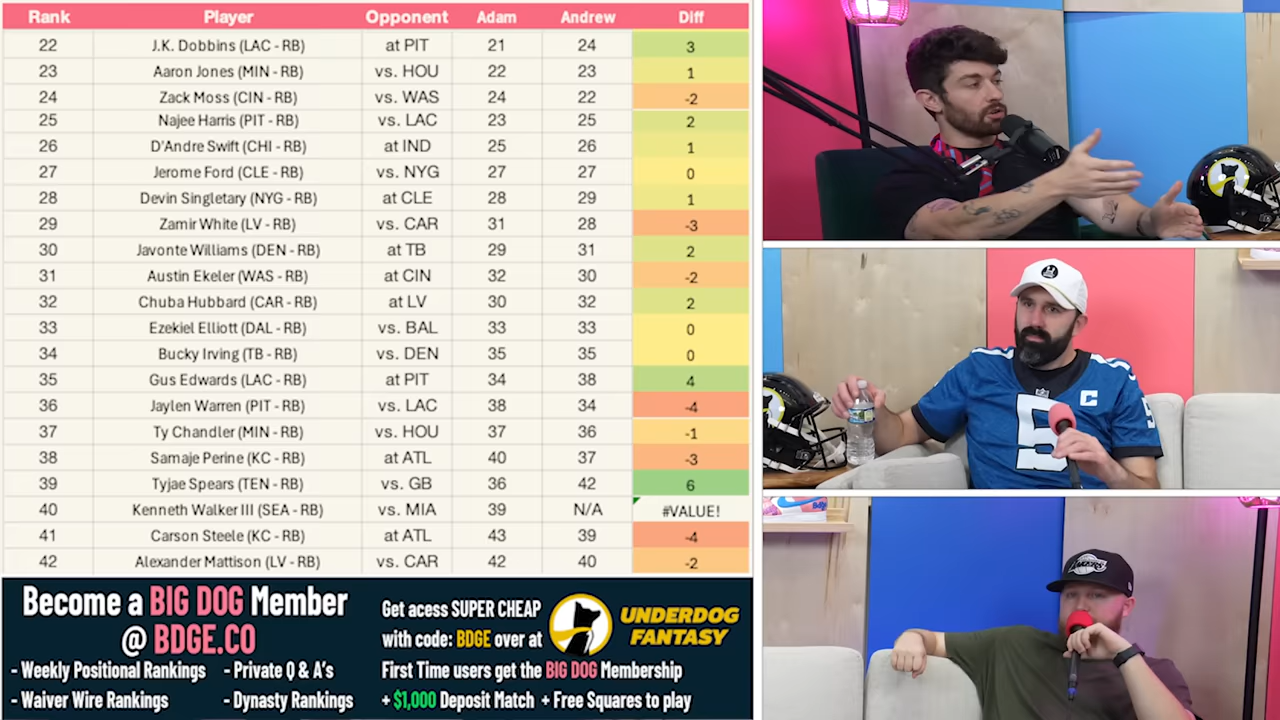 Rank Player Opponent Adam Andrew Diff
22 J.K. Dobbins (LAC - RB) at PIT 21 24 3
23 Aaron Jones (MIN - RB) vs. HOU 22 23 1
24 Zack Moss (CIN - RB) vs. WAS 24 22 -2
25 Najee Harris (PIT - RB) vs. LAC 23 25 2
26 D'Andre Swift (CHI - RB) at IND 25 26 1
27 Jerome Ford (CLE - RB) vs. NYG 27 27 0
28 Devin Singletary (NYG - RB) at CLE 28 29 1
29 Zamir White (LV - RB) vs. CAR 31 28 -3
30 Javonte Williams (DEN - RB) at TB 29 31 2
31 Austin Ekeler (WAS - RB) at CIN 32 30 -2
32 Chuba Hubbard (CAR - RB) at LV 30 32 2
33 Ezekiel Elliott (DAL - RB) vs. BAL 33 33 0
34 Bucky Irving (TB - RB) vs. DEN 35 35 0
35 Gus Edwards (LAC - RB) at PIT 34 38 4
36 Jaylen Warren (PIT - RB) vs. LAC 38 34 -4
37 Ty Chandler (MIN - RB) vs. HOU 37 36 -1
38 Samaje Perine (KC - RB) at ATL 40 37 -3
39 Tyjae Spears (TEN - RB) vs. GB 36 42 6
40 Kenneth Walker III (SEA - RB) vs. MIA 39 N/A #VALUE!
41 Carson Steele (KC - RB) at ATL 43 39 -4
42 Alexander Mattison (LV - RB) vs. CAR 42 40 -2
Become a BIG DOG Member
@ BDGE.CO
- Weekly Positional Rankings - Private Q & A's
- Waiver Wire Rankings - Dynasty Rankings
Get acess SUPER CHEAP
with code: BDGE over at
UNDERDOG
FANTASY
First Time users get the BIG DOG Membership
+ $1,000 Deposit Match + Free Squares to play
C
5
5
LAKERS